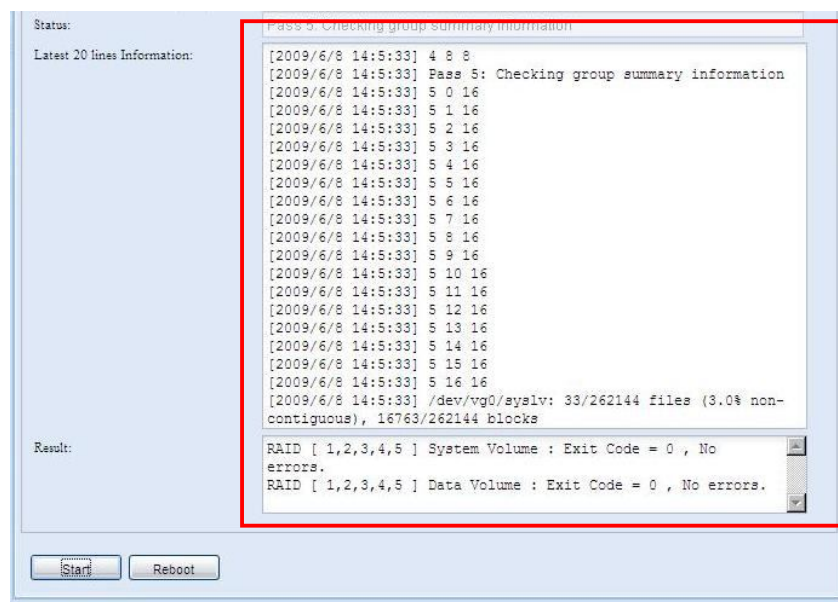 Status:
Pass 5: Checking group summary information
Latest 20 lines Information:
[2009/6/8 14:5:33] 4 8 8
[2009/6/8 14:5:33] Pass 5: Checking group summary information
[2009/6/8 14:5:33] 5 0 16
[2009/6/8 14:5:33] 5 1 16
[2009/6/8 14:5:33] 5 2 16
[2009/6/8 14:5:33] 5 3 16
[2009/6/8 14:5:33] 5 4 16
[2009/6/8 14:5:33] 5 5 16
[2009/6/8 14:5:33] 5 6 16
[2009/6/8 14:5:33] 5 7 16
[2009/6/8 14:5:33] 5 8 16
[2009/6/8 14:5:33] 5 9 16
[2009/6/8 14:5:33] 5 10 16
[2009/6/8 14:5:33] 5 11 16
[2009/6/8 14:5:33] 5 12 16
[2009/6/8 14:5:33] 5 13 16
[2009/6/8 14:5:33] 5 14 16
[2009/6/8 14:5:33] 5 15 16
[2009/6/8 14:5:33] 5 16 16
[2009/6/8 14:5:33] /dev/vg0/syslv: 33/262144 files (3.0% non-
contiguous), 16763/262144 blocks
Result:
RAID [ 1,2,3,4,5 ] System Volume : Exit Code = 0 , No
errors.
RAID [ 1,2,3,4,5 ] Data Volume : Exit Code = 0 , No errors.
Start
Reboot